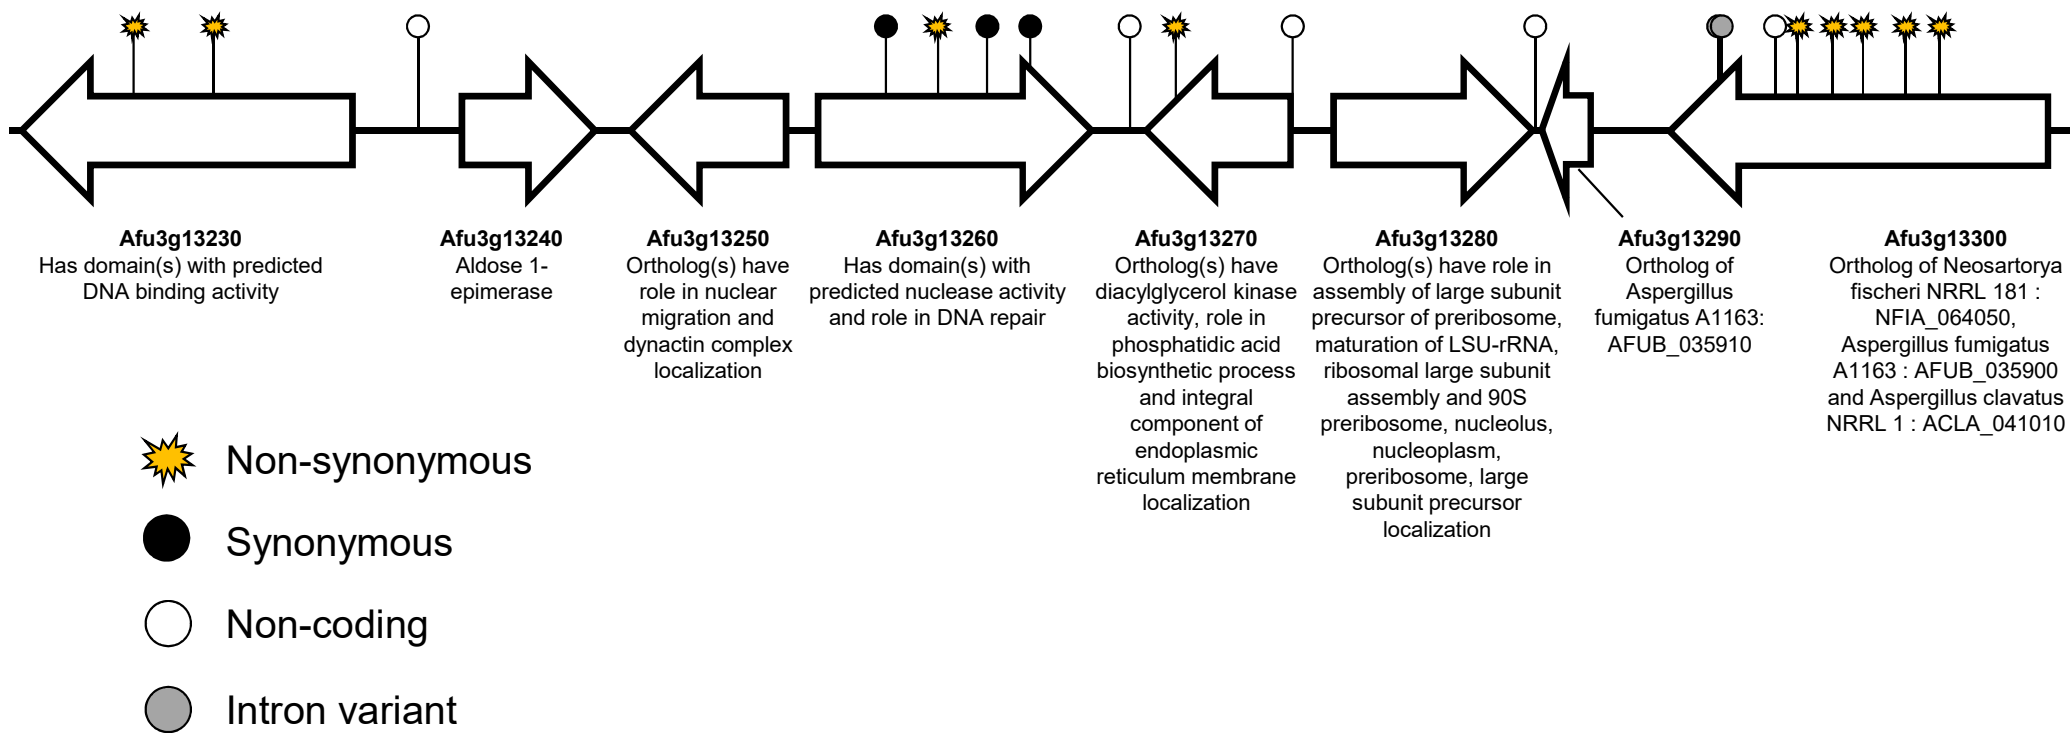 Afu3g13230
Has domain(s) with predicted
DNA binding activity
Afu3g13240
Aldose 1-
epimerase
Afu3g13250
Ortholog(s) have
role in nuclear
migration and
dynactin complex
localization
Afu3g13260
Has domain(s) with
predicted nuclease activity
and role in DNA repair
Afu3g13270
Ortholog(s) have
diacylglycerol kinase
activity, role in
phosphatidic acid
biosynthetic process
and integral
component of
endoplasmic
reticulum membrane
localization
Afu3g13280
Ortholog(s) have role in
assembly of large subunit
precursor of preribosome,
maturation of LSU-rRNA,
ribosomal large subunit
assembly and 90S
preribosome, nucleolus,
nucleoplasm,
preribosome, large
subunit precursor
localization
Afu3g13290
Ortholog of
Aspergillus
fumigatus A1163:
AFUB_035910
Afu3g13300
Ortholog of Neosartorya
fischeri NRRL 181 :
NFIA_064050,
Aspergillus fumigatus
A1163 : AFUB_035900
and Aspergillus clavatus
NRRL 1 : ACLA_041010
Non-synonymous
Synonymous
Non-coding
Intron variant